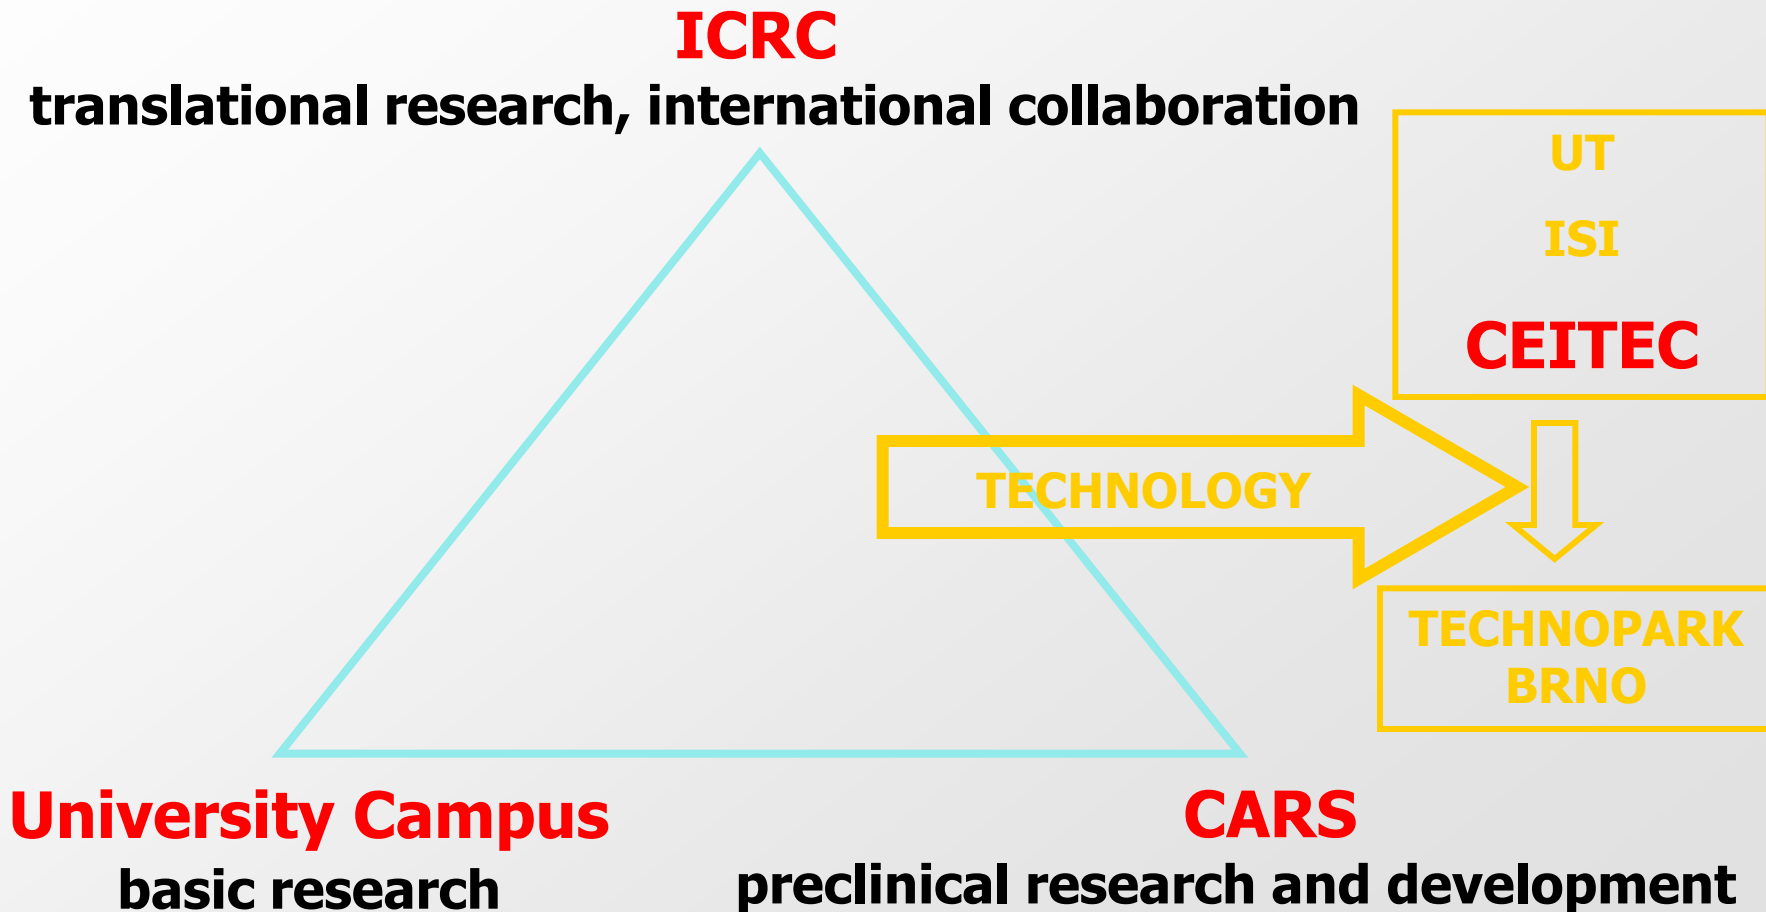 ICRC
translational research, international collaboration
UT
ISI
CEITEC
TECHNOLOGY
TECHNOPARK
BRNO
University Campus
basic research
CARS
preclinical research and development